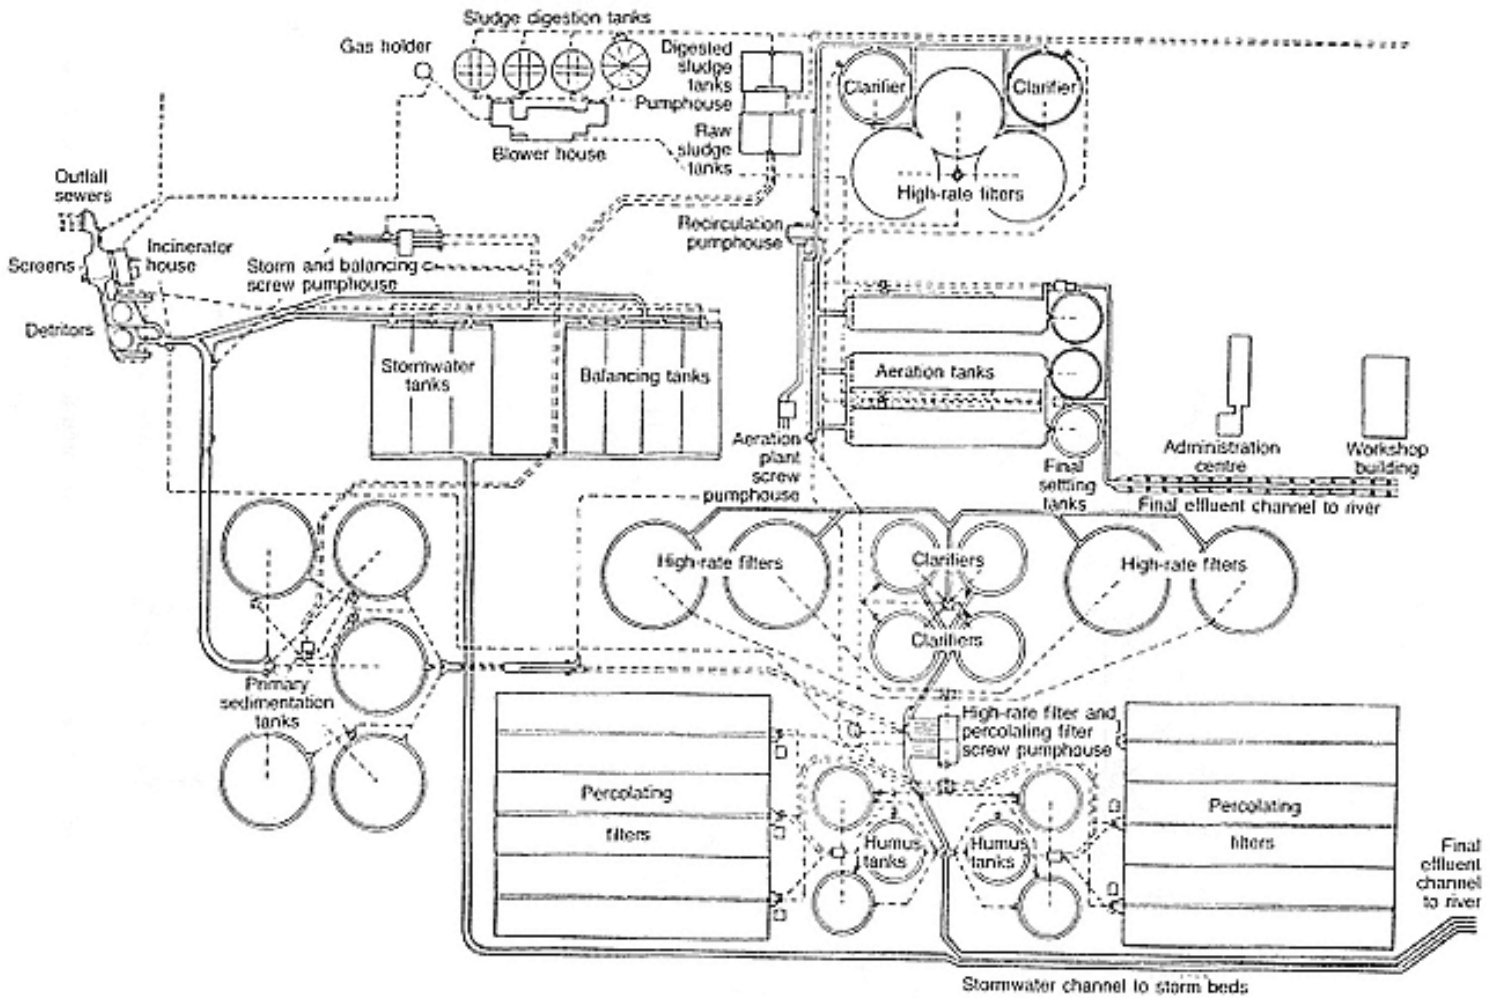 Sludge digestion tanks
Gas holder
Digested
sludge
tanks
Pumphouse
Raw
sludge
tanks
Blower house
Clarifier
Clarifier
High-rate filters
Outfall
sewers
Screens
Incinerator
house
Detritors
Storm and balancing
screw pumphouse
Recirculation
pumphouse
Stormwater
tanks
Balancing tanks
Aeration tanks
Aeration
plant
screw
pumphouse
Final
settling
tanks
Administration
centre
Workshop
building
Final effluent channel to river
High-rate filters
Clarifiers
Clarifiers
High-rate filters
Primary
sedimentation
tanks
High-rate filter and
percolating filter
screw pumphouse
Percolating
filters
Humus
tanks
Humus
tanks
Percolating
filters
Final
effluent
channel
to river
Stormwater channel to storm beds